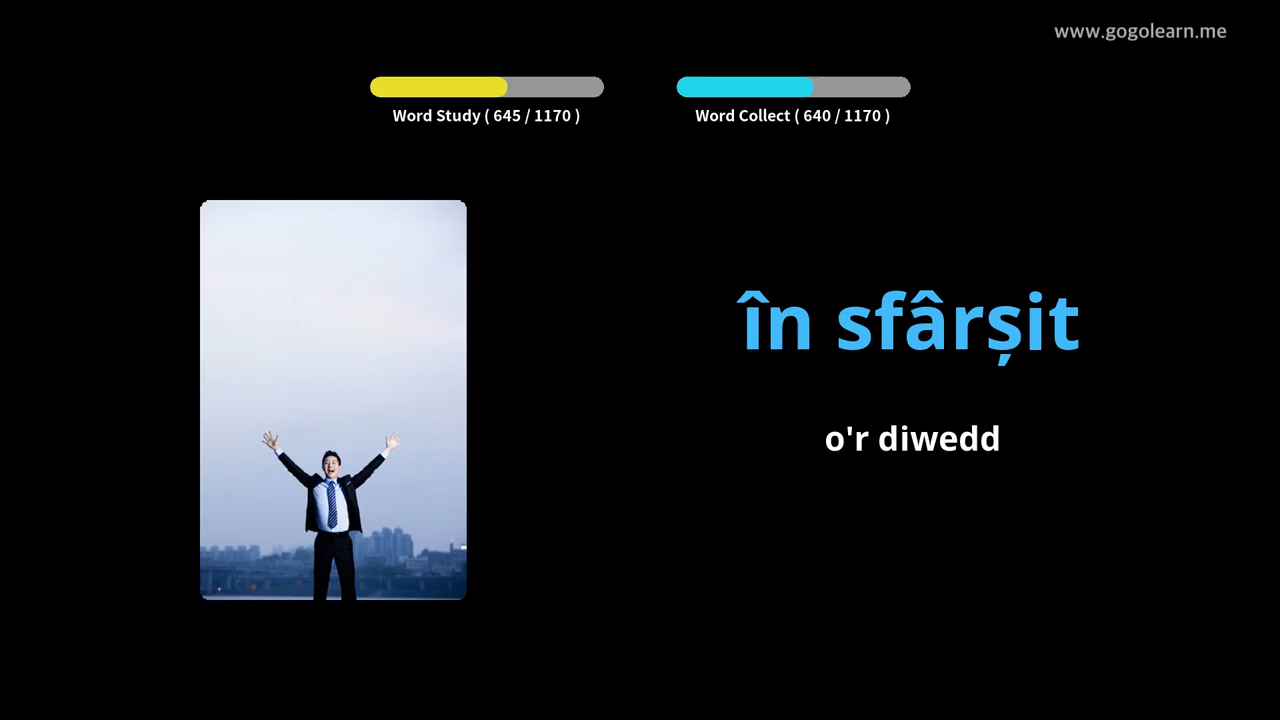 www.gogolearn.me
Word Study ( 645 / 1170 )
Word Collect ( 640 / 1170 )
în sfârșit
o'r diwedd